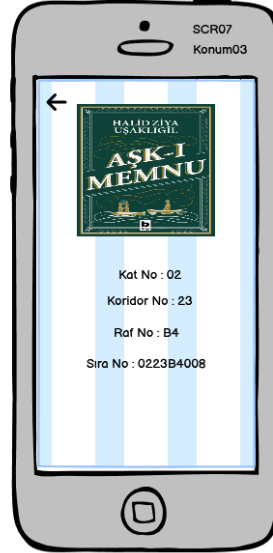 SCR07
Konum03
HALİD ZİYA
UŞAKLIGİL
AŞK-I
MEMNU
b
Kat No : 02
Koridor No : 23
Raf No : B4
Sıra No : 0223B4008